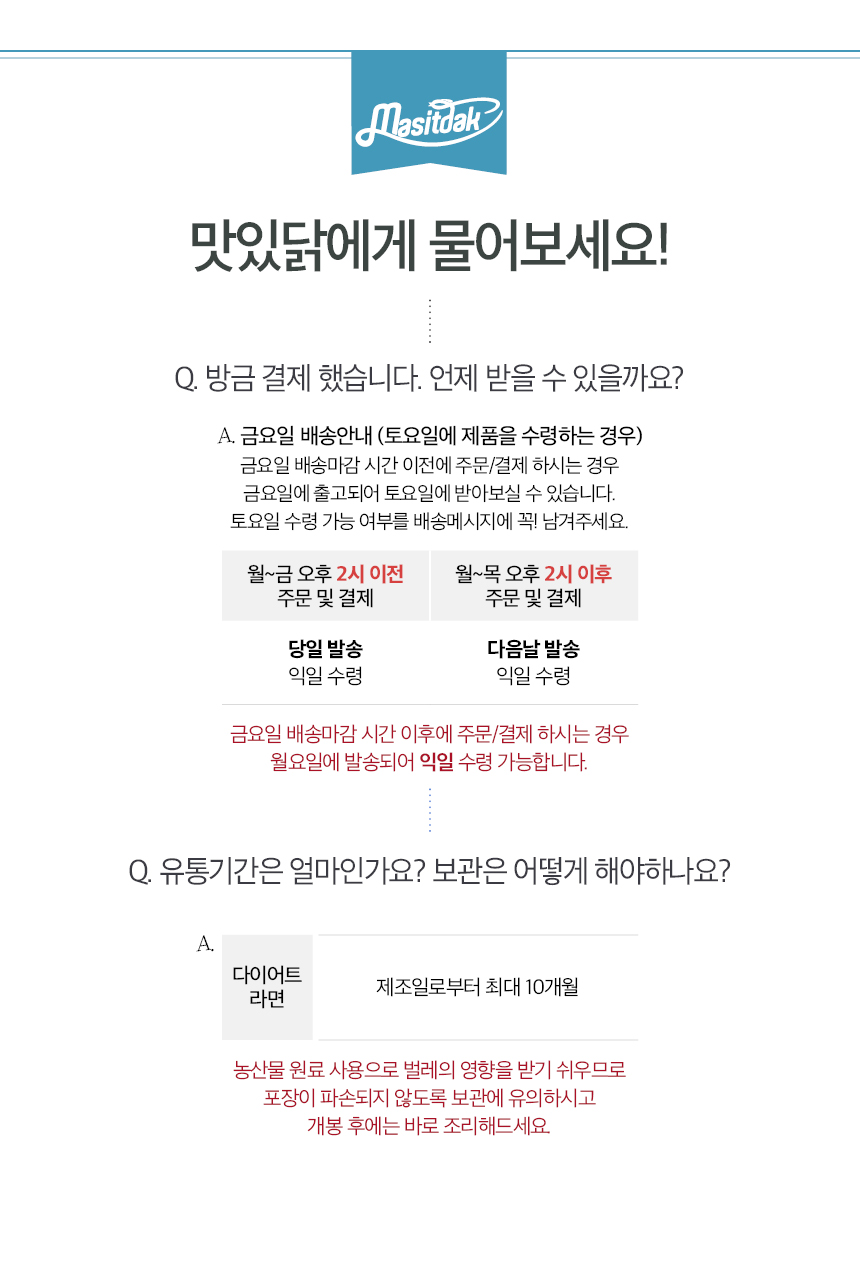 Masitdak
맛있닭에게 물어보세요!
Q. 방금 결제 했습니다. 언제 받을 수 있을까요?
A. 금요일 배송안내 (토요일에 제품을 수령하는 경우)
금요일 배송마감 시간 이전에 주문/결제 하시는 경우
금요일에 출고되어 토요일에 받아보실 수 있습니다.
토요일 수령 가능 여부를 배송메시지에 꼭! 남겨주세요.
월~금 오후 2시 이전
주문 및 결제
월~목 오후 2시 이후
주문 및 결제
당일 발송
익일 수령
다음날 발송
익일 수령
금요일 배송마감 시간 이후에 주문/결제 하시는 경우
월요일에 발송되어 익일 수령 가능합니다.
Q. 유통기간은 얼마인가요? 보관은 어떻게 해야하나요?
A.
다이어트
라면
제조일로부터 최대 10개월
농산물 원료 사용으로 벌레의 영향을 받기 쉬우므로
포장이 파손되지 않도록 보관에 유의하시고
개봉 후에는 바로 조리해드세요.